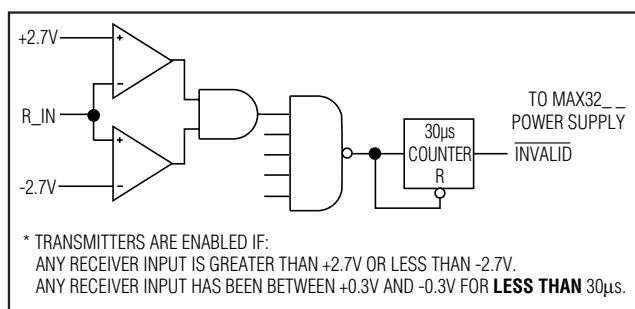 +2.7V
+
-
R_IN
+
-
-2.7V
30µs
COUNTER
R
TO MAX32_ _
POWER SUPPLY
INVALID
* TRANSMITTERS ARE ENABLED IF:
ANY RECEIVER INPUT IS GREATER THAN +2.7V OR LESS THAN -2.7V.
ANY RECEIVER INPUT HAS BEEN BETWEEN +0.3V AND -0.3V FOR LESS THAN 30µs.